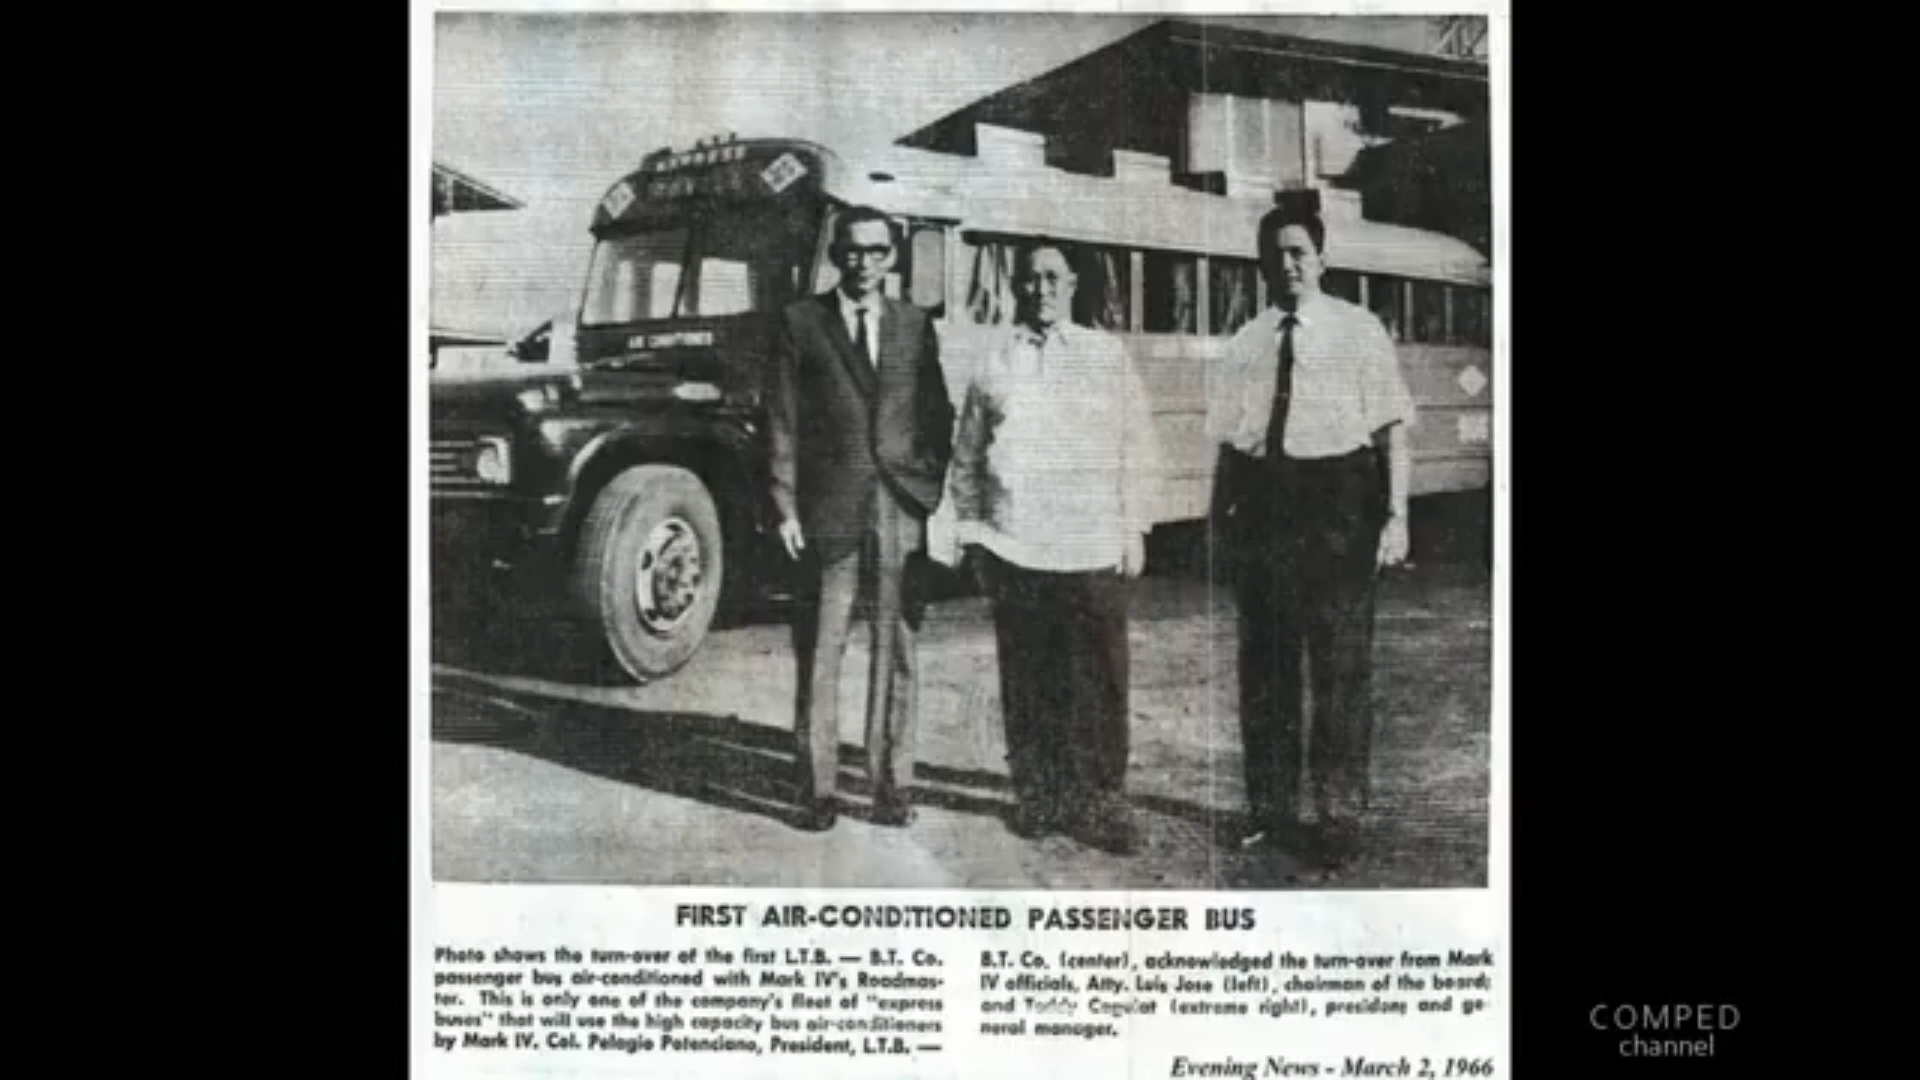 AIR CONDITIONED
FIRST AIR-CONDITIONED PASSENGER BUS
Photo shows the turn-over of the first L.T.B. — B.T. Co.
passenger bus air-conditioned with Mark IV's Roadmas-
ter. This is only one of the company's fleet of "express
buses" that will use the high capacity bus air-conditioners
by Mark IV. Col. Pelagio Potenciano, President, L.T.B. —
B.T. Co. (center), acknowledged the turn-over from Mark
IV officials, Atty. Luis Jose (left), chairman of the board;
and Teddy (extreme right), president and ge-
neral manager.
Evening News - March 2, 1966
COMPED
channel